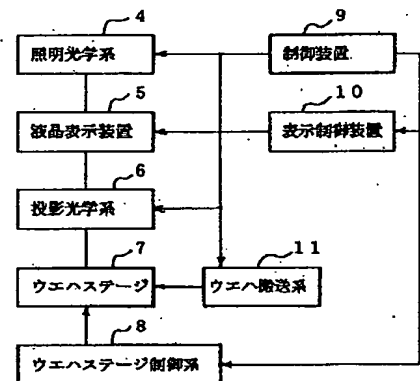 4
照明光学系
9
制御装置
5
液晶表示装置
10
表示制御装置
6
投影光学系
7
ウエハステージ
11
ウエハ搬送系
8
ウエハステージ制御系